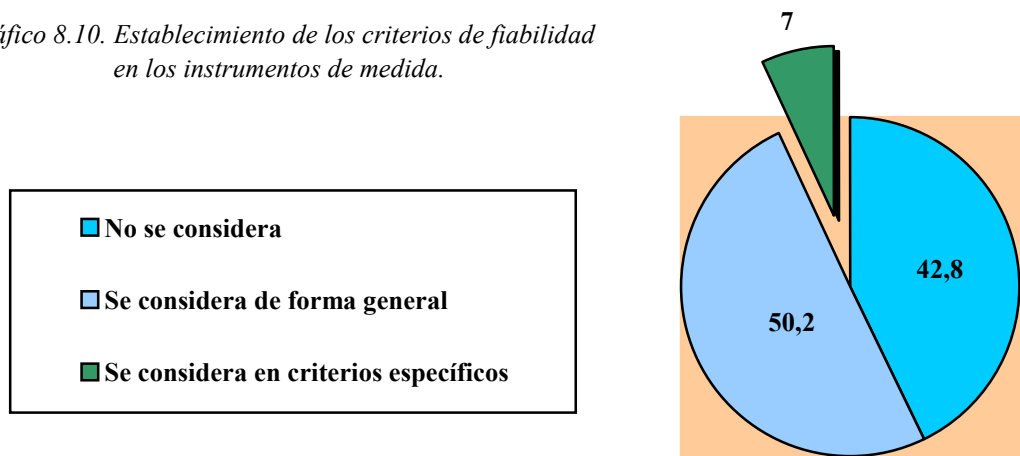 áfico 8.10. Establecimiento de los criterios de fiabilidad
en los instrumentos de medida.
7
No se considera
Se considera de forma general
Se considera en criterios específicos
42,8
50,2